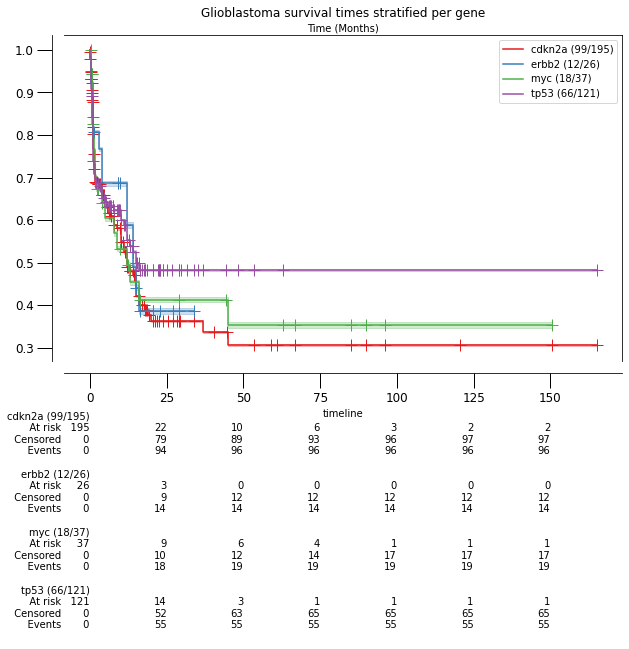 Glioblastoma survival times stratified per gene
Time (Months)
cdkn2a (99/195)
erbb2 (12/26)
myc (18/37)
tp53 (66/121)
1.0
0.9
0.8
0.7
0.6
0.5
0.4
0.3
0 25 50 75 100 125 150
timeline
cdkn2a (99/195)
At risk 195 22 10 6 3 2 2
Censored 0 79 89 93 96 97 97
Events 0 94 96 96 96 96 96
erbb2 (12/26)
At risk 26 3 0 0 0 0 0
Censored 0 9 12 12 12 12 12
Events 0 14 14 14 14 14 14
myc (18/37)
At risk 37 9 6 4 1 1 1
Censored 0 10 12 14 17 17 17
Events 0 18 19 19 19 19 19
tp53 (66/121)
At risk 121 14 3 1 1 1 1
Censored 0 52 63 65 65 65 65
Events 0 55 55 55 55 55 55